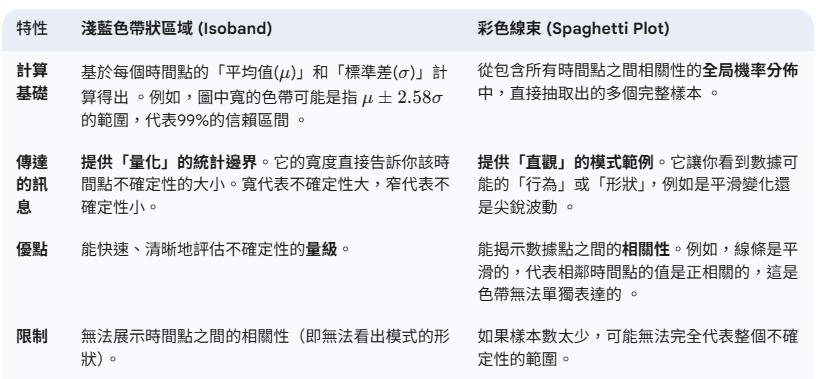 特性 淺藍色帶狀區域 (Isoband) 彩色線束 (Spaghetti Plot)
計算
基礎
基於每個時間點的「平均值(μ)」和「標準差(σ)」計
算得出 。例如，圖中寬的色帶可能是指 μ ± 2.58σ
的範圍，代表99%的信賴區間 。
從包含所有時間點之間相關性的全局機率分佈
中，直接抽取出的多個完整樣本 。
傳達
的訊
息
提供「量化」的統計邊界。它的寬度直接告訴你該時
間點不確定性的大小。寬代表不確定性大，窄代表不
確定性小。
提供「直觀」的模式範例。它讓你看到數據可
能的「行為」或「形狀」，例如是平滑變化還
是尖銳波動 。
優點
能快速、清晰地評估不確定性的量級。
能揭示數據點之間的相關性。例如，線條是平
滑的，代表相鄰時間點的值是正相關的，這是
色帶無法單獨表達的 。
限制
無法展示時間點之間的相關性（即無法看出模式的形
狀）。
如果樣本數太少，可能無法完全代表整個不確
定性的範圍。